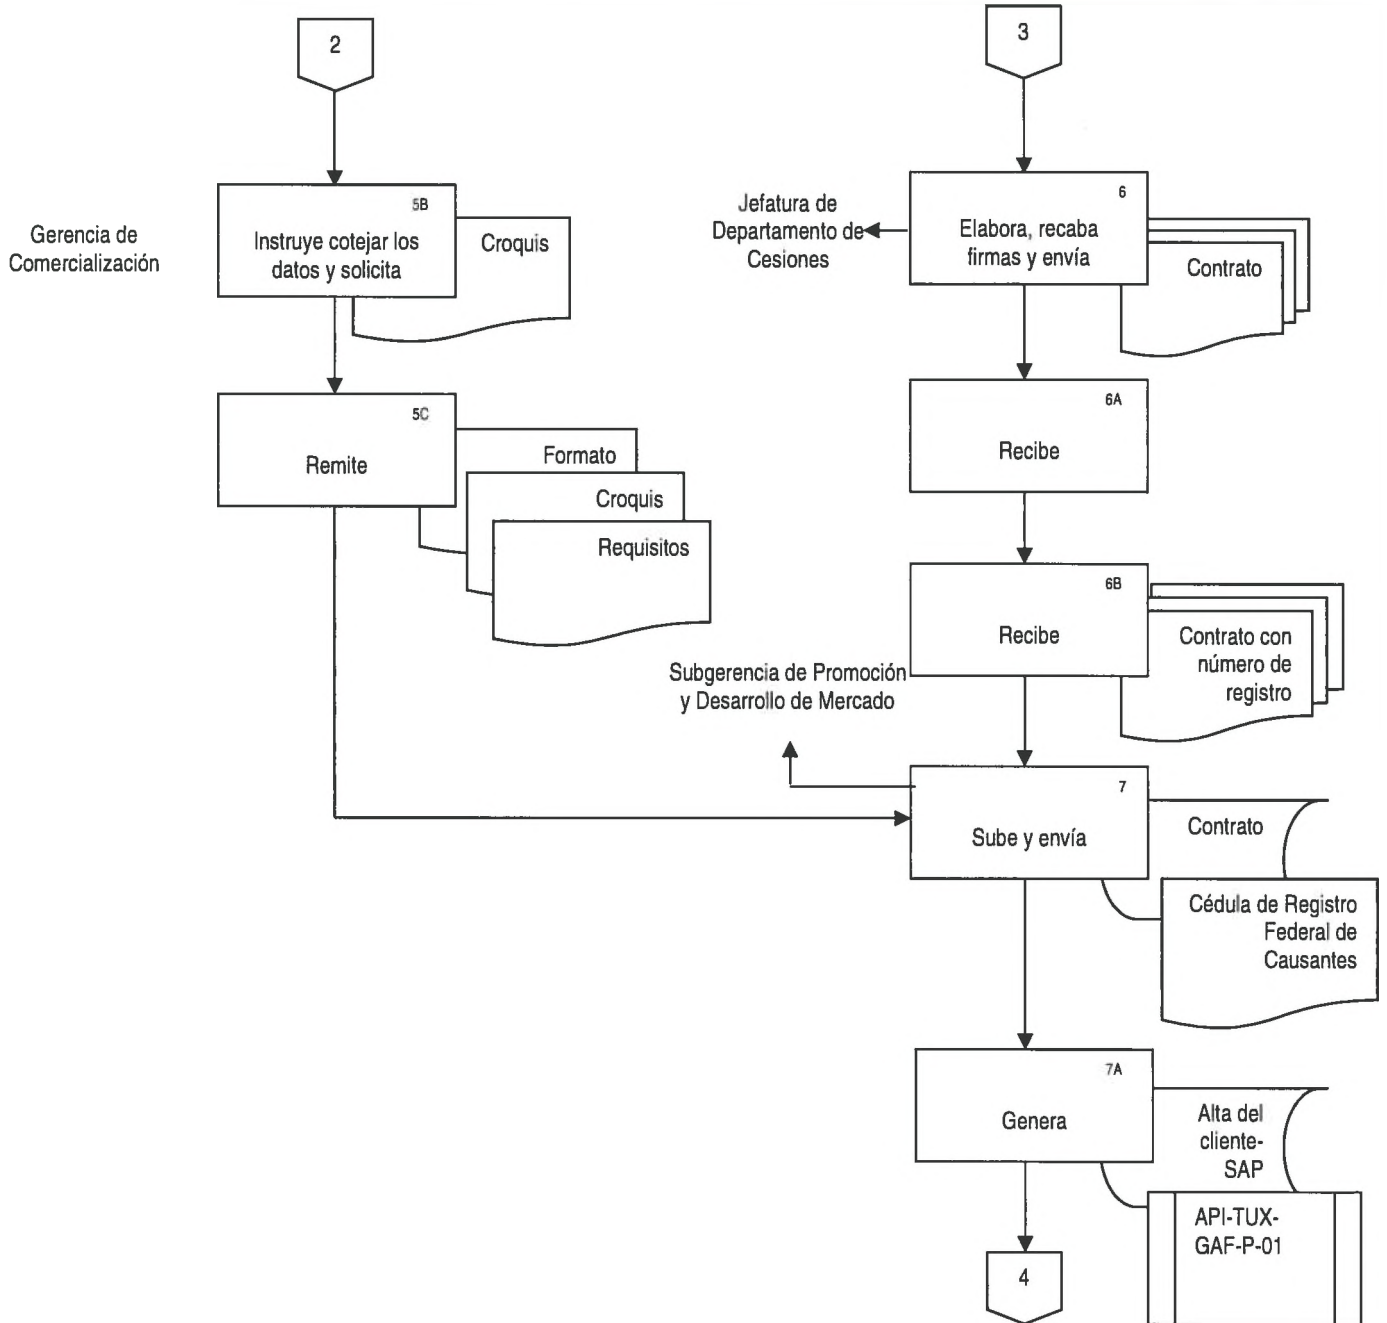 2
Gerencia de
Comercialización
5B
Instruye cotejar los
datos y solicita
Croquis
5C
Remite
Formato
Croquis
Requisitos
3
Jefatura de
Departamento de
Cesiones
6
Elabora, recaba
firmas y envía
Contrato
6A
Recibe
6B
Recibe
Contrato con
número de
registro
Subgerencia de Promoción
y Desarrollo de Mercado
7
Sube y envía
Contrato
Cédula de Registro
Federal de
Causantes
7A
Genera
Alta del
cliente-
SAP
API-TUX-
GAF-P-01
4